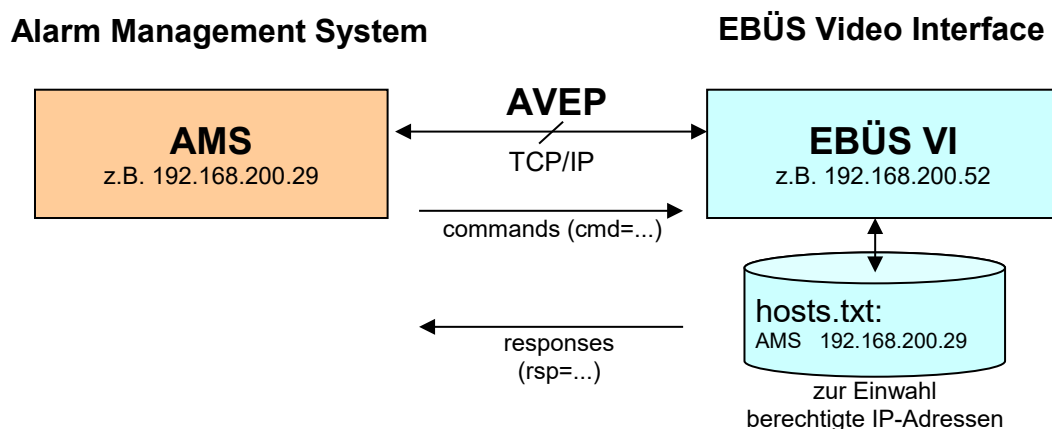 Alarm Management System
EBÜS Video Interface
AMS
z.B. 192.168.200.29
AVEP
TCP/IP
EBÜS VI
z.B. 192.168.200.52
commands (cmd=...)
responses
(rsp=...)
hosts.txt:
AMS 192.168.200.29
zur Einwahl
berechtigte IP-Adressen